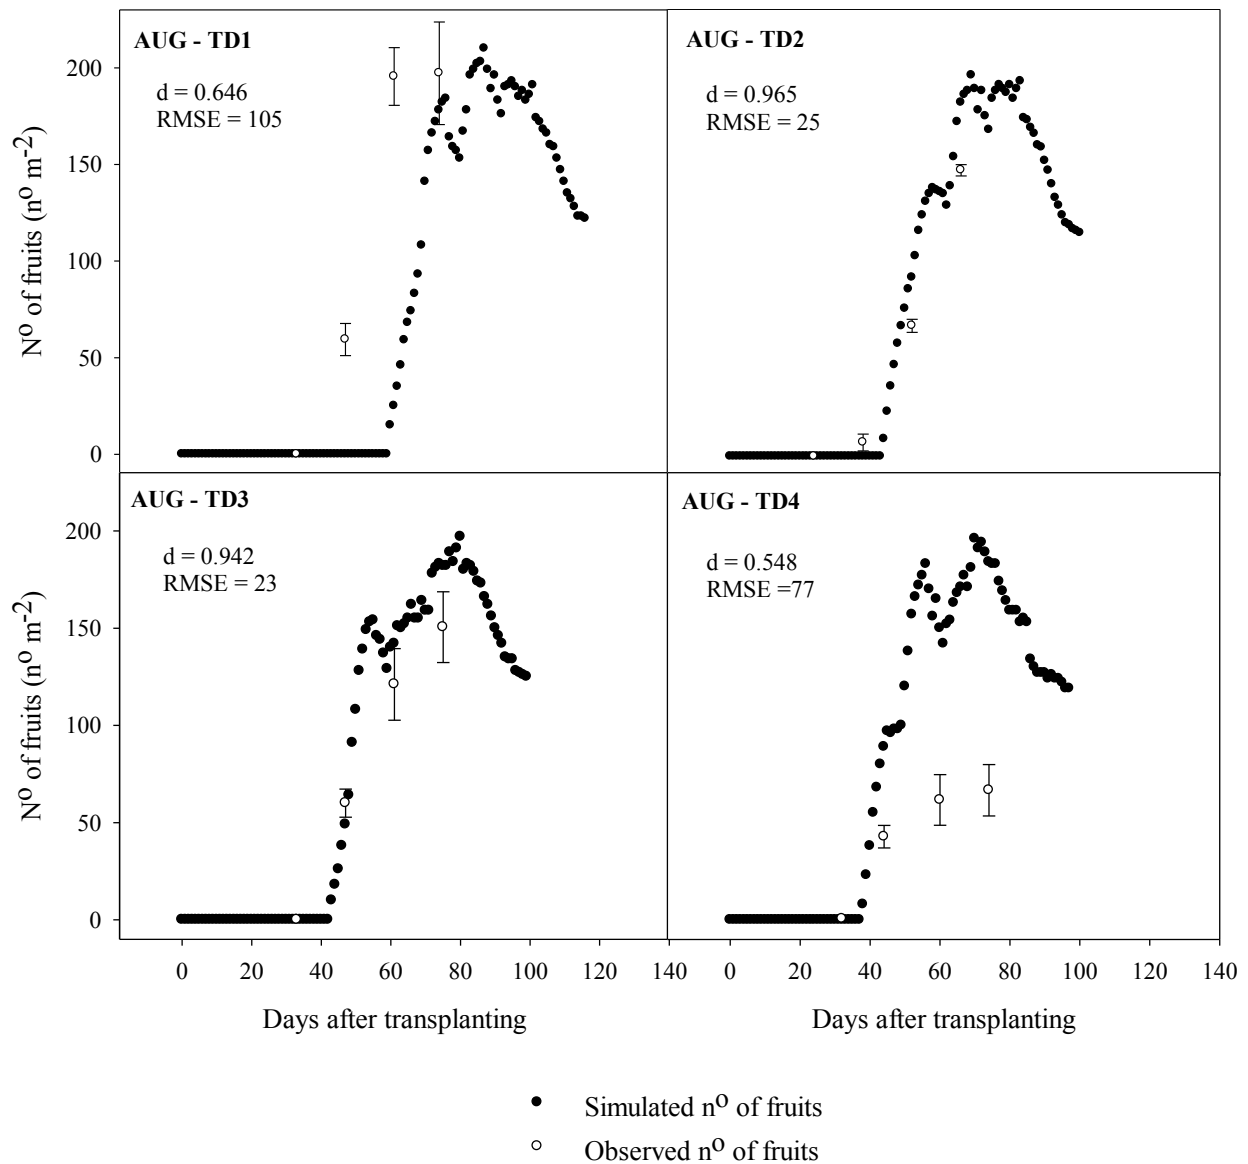 AUG - TD1
d = 0.646
RMSE = 105
AUG - TD2
d = 0.965
RMSE = 25
Nº of fruits (nº m-2)
200
150
100
50
0
AUG - TD3
d = 0.942
RMSE = 23
AUG - TD4
d = 0.548
RMSE =77
Nº of fruits (nº m-2)
200
150
100
50
0
0 20 40 60 80 100 120 140
0 20 40 60 80 100 120 140
Days after transplanting
Days after transplanting
Simulated nº of fruits
Observed nº of fruits